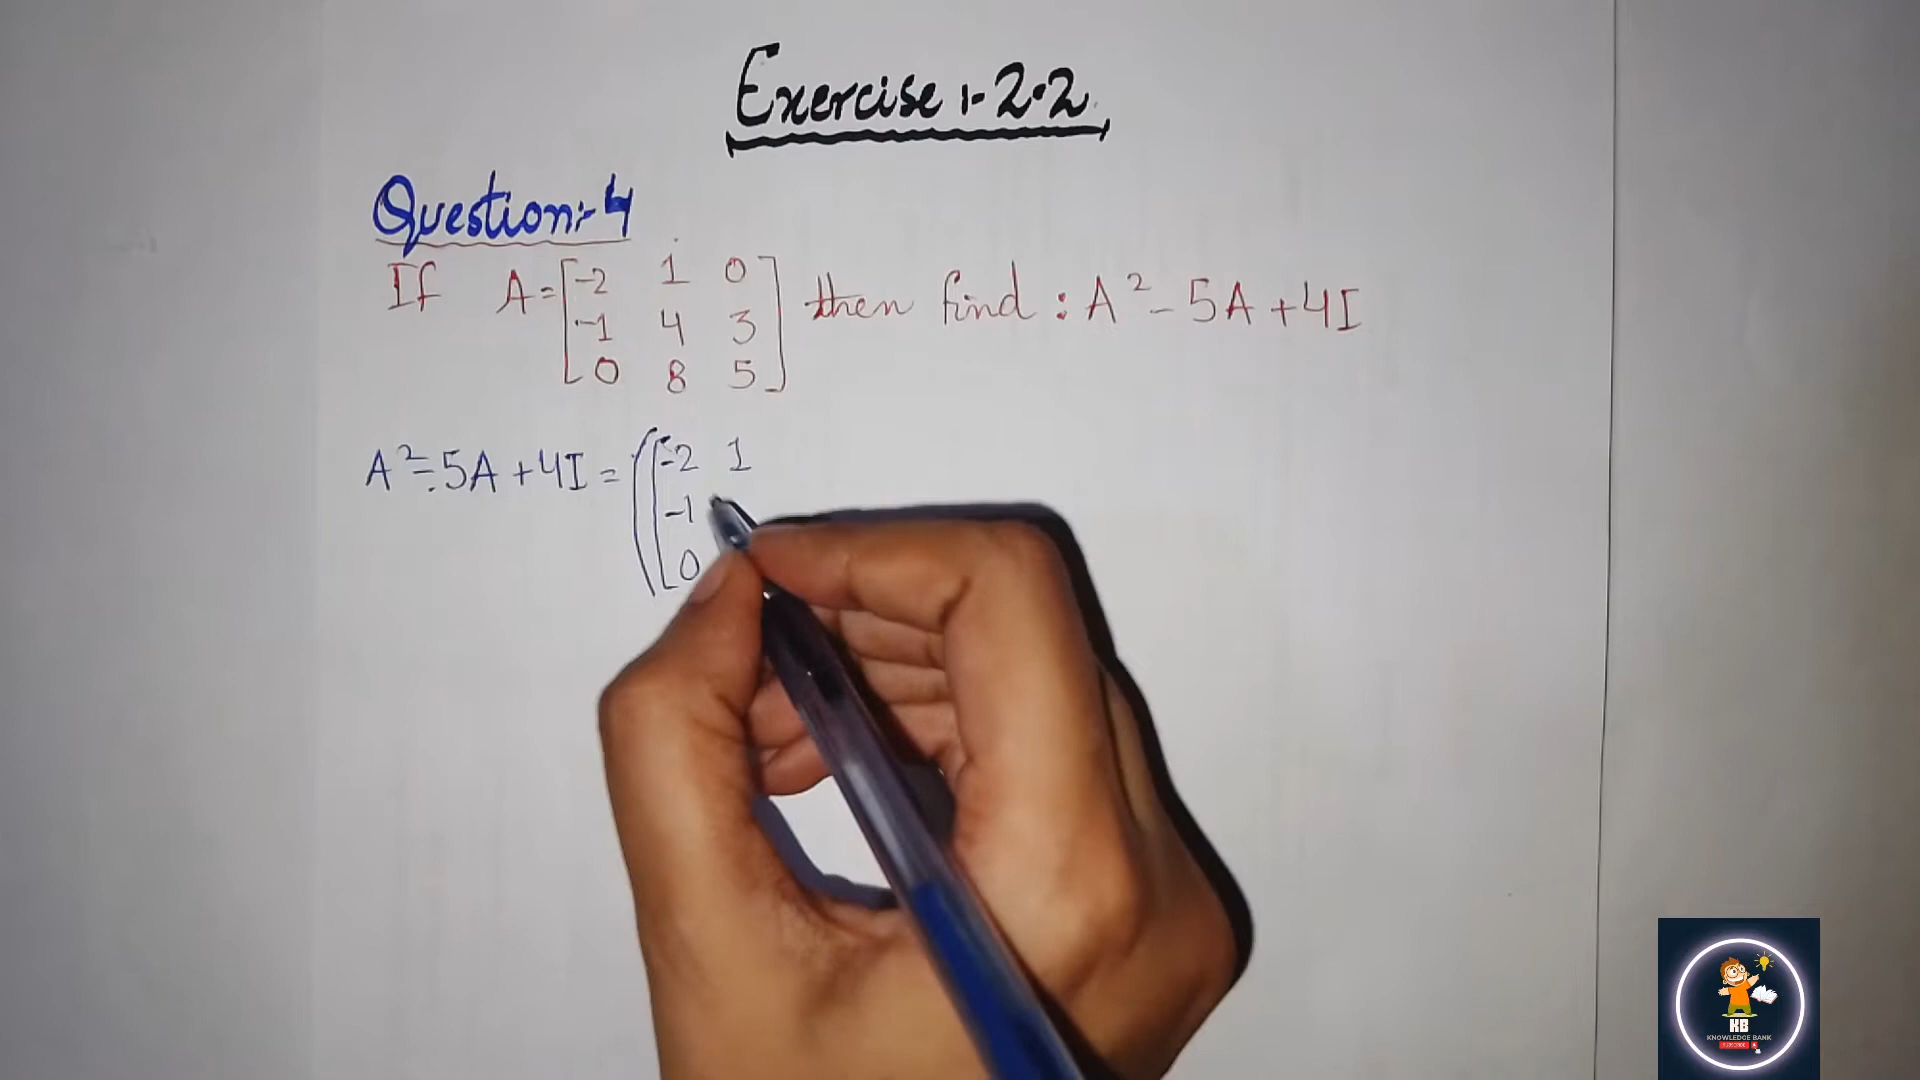 Exercise :- 2.2
Question:- 4
If A = [-2 1 0 then find : A² - 5A + 4I
-1 4 3
0 8 5]
A² - 5A + 4I = ([-2 1
-1
0
KB
KNOWLEDGE BANK
SUBSCRIBE